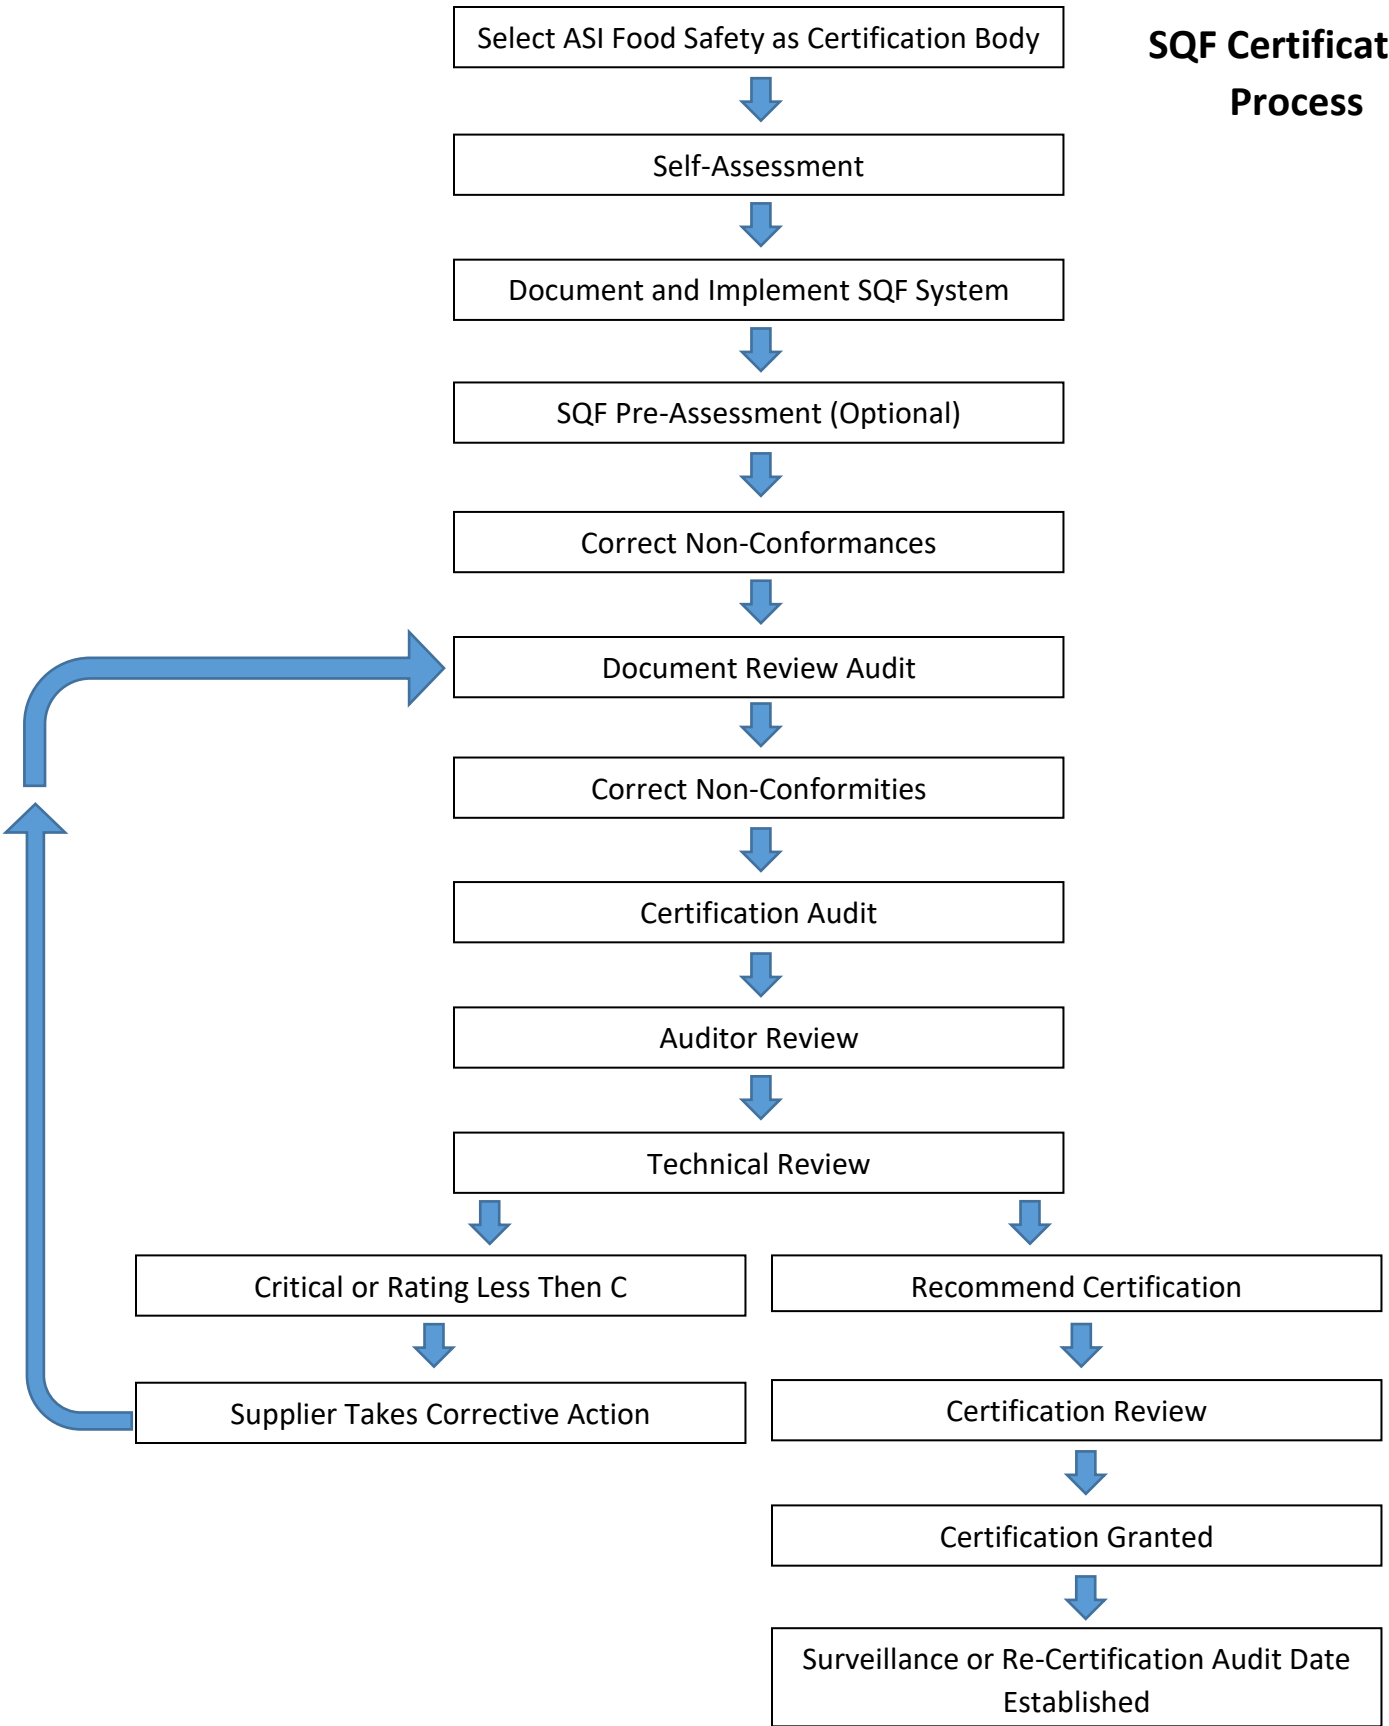 SQF Certificat
Process
Select ASI Food Safety as Certification Body
Self-Assessment
Document and Implement SQF System
SQF Pre-Assessment (Optional)
Correct Non-Conformances
Document Review Audit
Correct Non-Conformities
Certification Audit
Auditor Review
Technical Review
Critical or Rating Less Then C
Recommend Certification
Supplier Takes Corrective Action
Certification Review
Certification Granted
Surveillance or Re-Certification Audit Date
Established